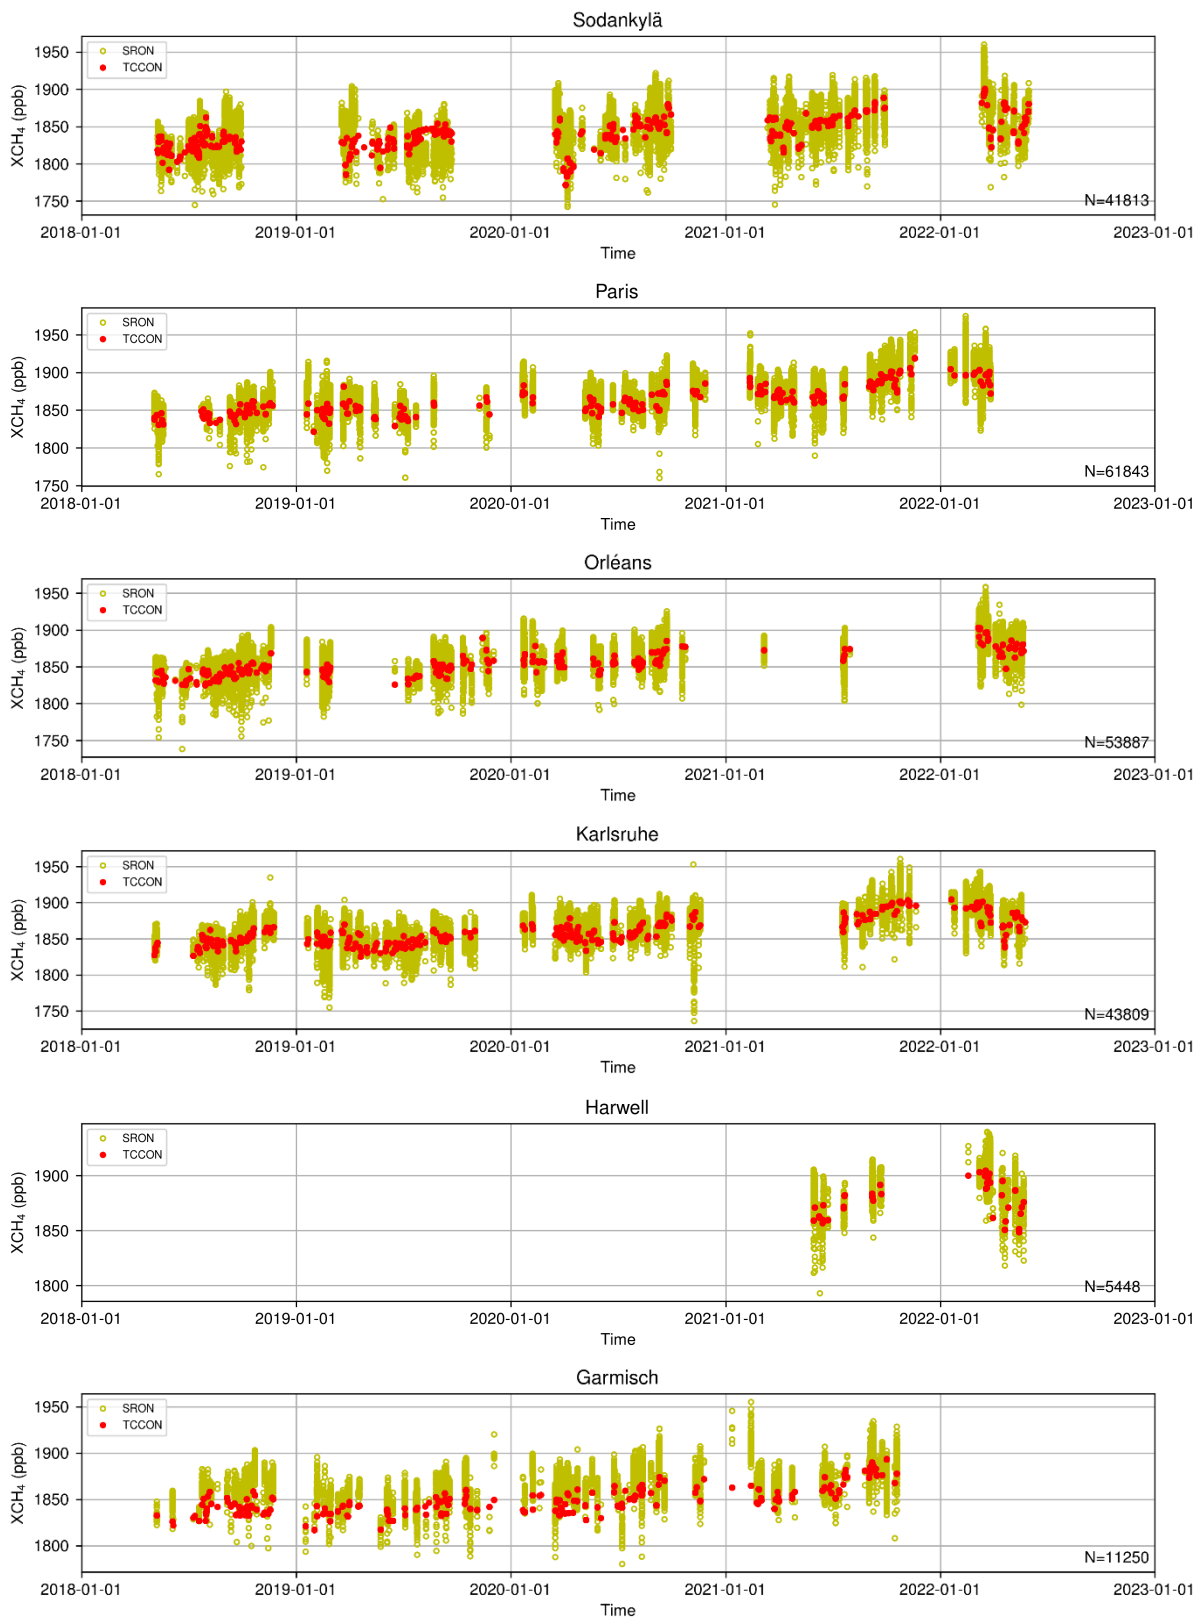 Sodankylä
XCH₄ (ppb)
1950
1900
1850
1800
1750
SRON
TCCON
N=41813
2018-01-01 2019-01-01 2020-01-01 2021-01-01 2022-01-01 2023-01-01
Time
Paris
XCH₄ (ppb)
1950
1900
1850
1800
1750
SRON
TCCON
N=61843
2018-01-01 2019-01-01 2020-01-01 2021-01-01 2022-01-01 2023-01-01
Time
Orléans
XCH₄ (ppb)
1950
1900
1850
1800
1750
SRON
TCCON
N=53887
2018-01-01 2019-01-01 2020-01-01 2021-01-01 2022-01-01 2023-01-01
Time
Karlsruhe
XCH₄ (ppb)
1950
1900
1850
1800
1750
SRON
TCCON
N=43809
2018-01-01 2019-01-01 2020-01-01 2021-01-01 2022-01-01 2023-01-01
Time
Harwell
XCH₄ (ppb)
1900
1850
1800
SRON
TCCON
N=5448
2018-01-01 2019-01-01 2020-01-01 2021-01-01 2022-01-01 2023-01-01
Time
Garmisch
XCH₄ (ppb)
1950
1900
1850
1800
SRON
TCCON
N=11250
2018-01-01 2019-01-01 2020-01-01 2021-01-01 2022-01-01 2023-01-01
Time